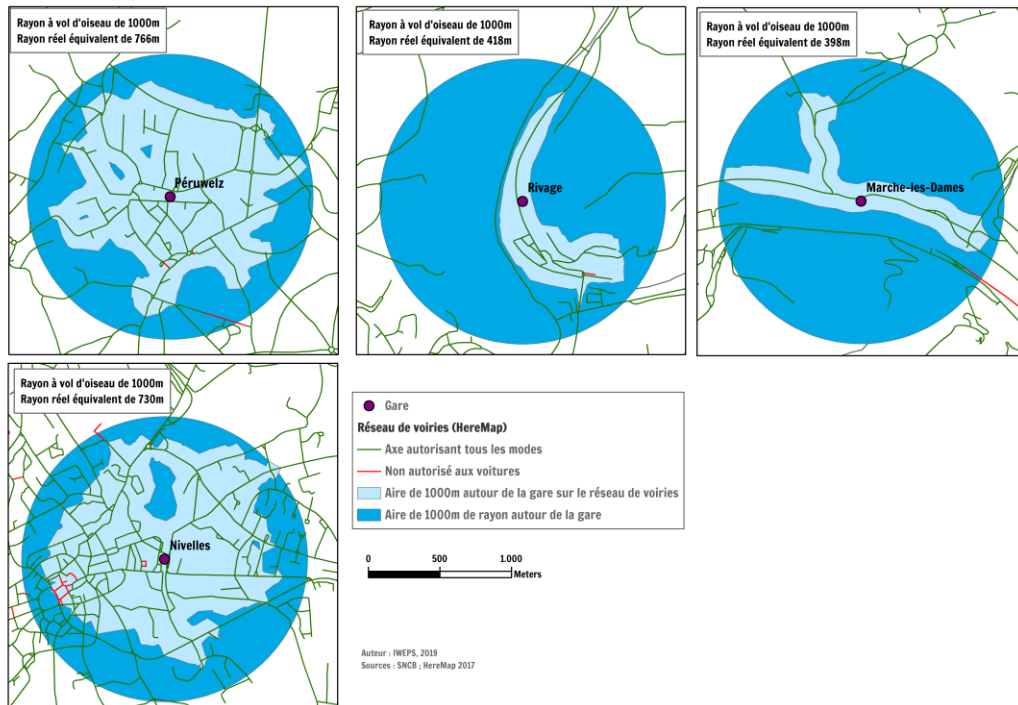 Rayon à vol d'oiseau de 1000m
Rayon réel équivalent de 766m
Péruwelz
Rayon à vol d'oiseau de 1000m
Rayon réel équivalent de 418m
Rivage
Rayon à vol d'oiseau de 1000m
Rayon réel équivalent de 398m
Marche-les-Dames
Rayon à vol d'oiseau de 1000m
Rayon réel équivalent de 730m
Nivelles
Gare
Réseau de voiries (HereMap)
Axe autorisant tous les modes
Non autorisé aux voitures
Aire de 1000m autour de la gare sur le réseau de voiries
Aire de 1000m de rayon autour de la gare
0 500 1.000
Meters
Auteur : IWEPS, 2019
Sources : SNCB ; HereMap 2017